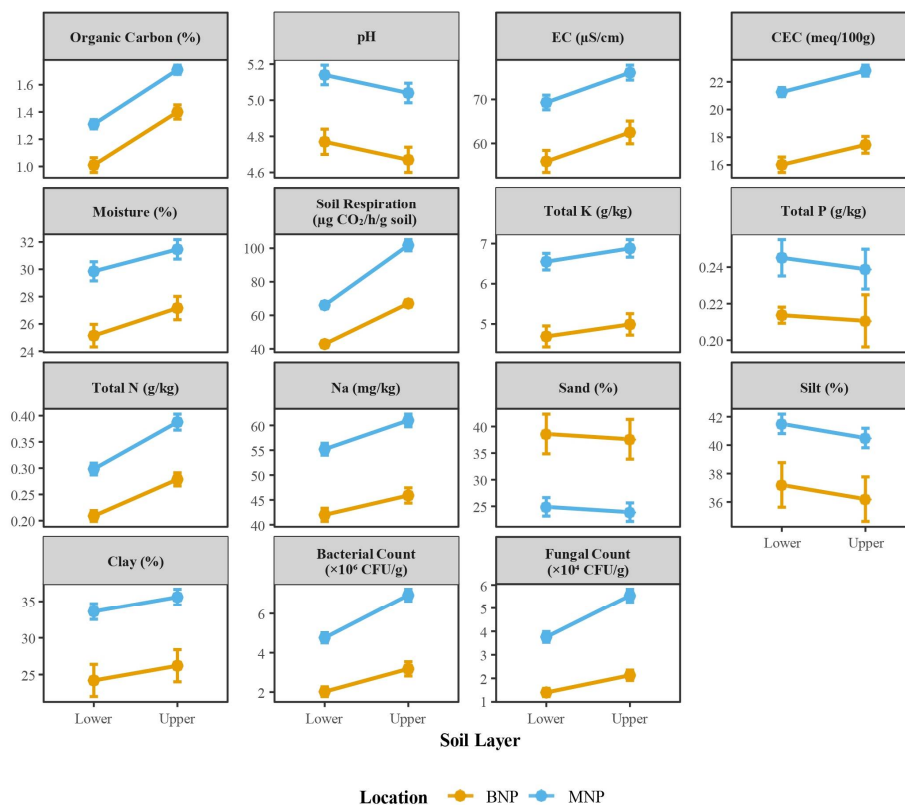 Organic Carbon (%)
pH
EC (µS/cm)
CEC (meq/100g)
1.6
1.4
1.2
1.0
5.2
5.0
4.8
4.6
70
60
22
20
18
16
Moisture (%)
Soil Respiration
(µg CO₂/h/g soil)
Total K (g/kg)
Total P (g/kg)
32
30
28
26
24
100
80
60
40
7
6
5
0.24
0.22
0.20
Total N (g/kg)
Na (mg/kg)
Sand (%)
Silt (%)
0.40
0.35
0.30
0.25
0.20
60
55
50
45
40
40
35
30
25
42
40
38
36
Lower Upper
Clay (%)
Bacterial Count
(×10⁶ CFU/g)
Fungal Count
(×10⁴ CFU/g)
35
30
25
6
4
2
6
5
4
3
2
1
Lower Upper
Lower Upper
Lower Upper
Soil Layer
Location BNP MNP